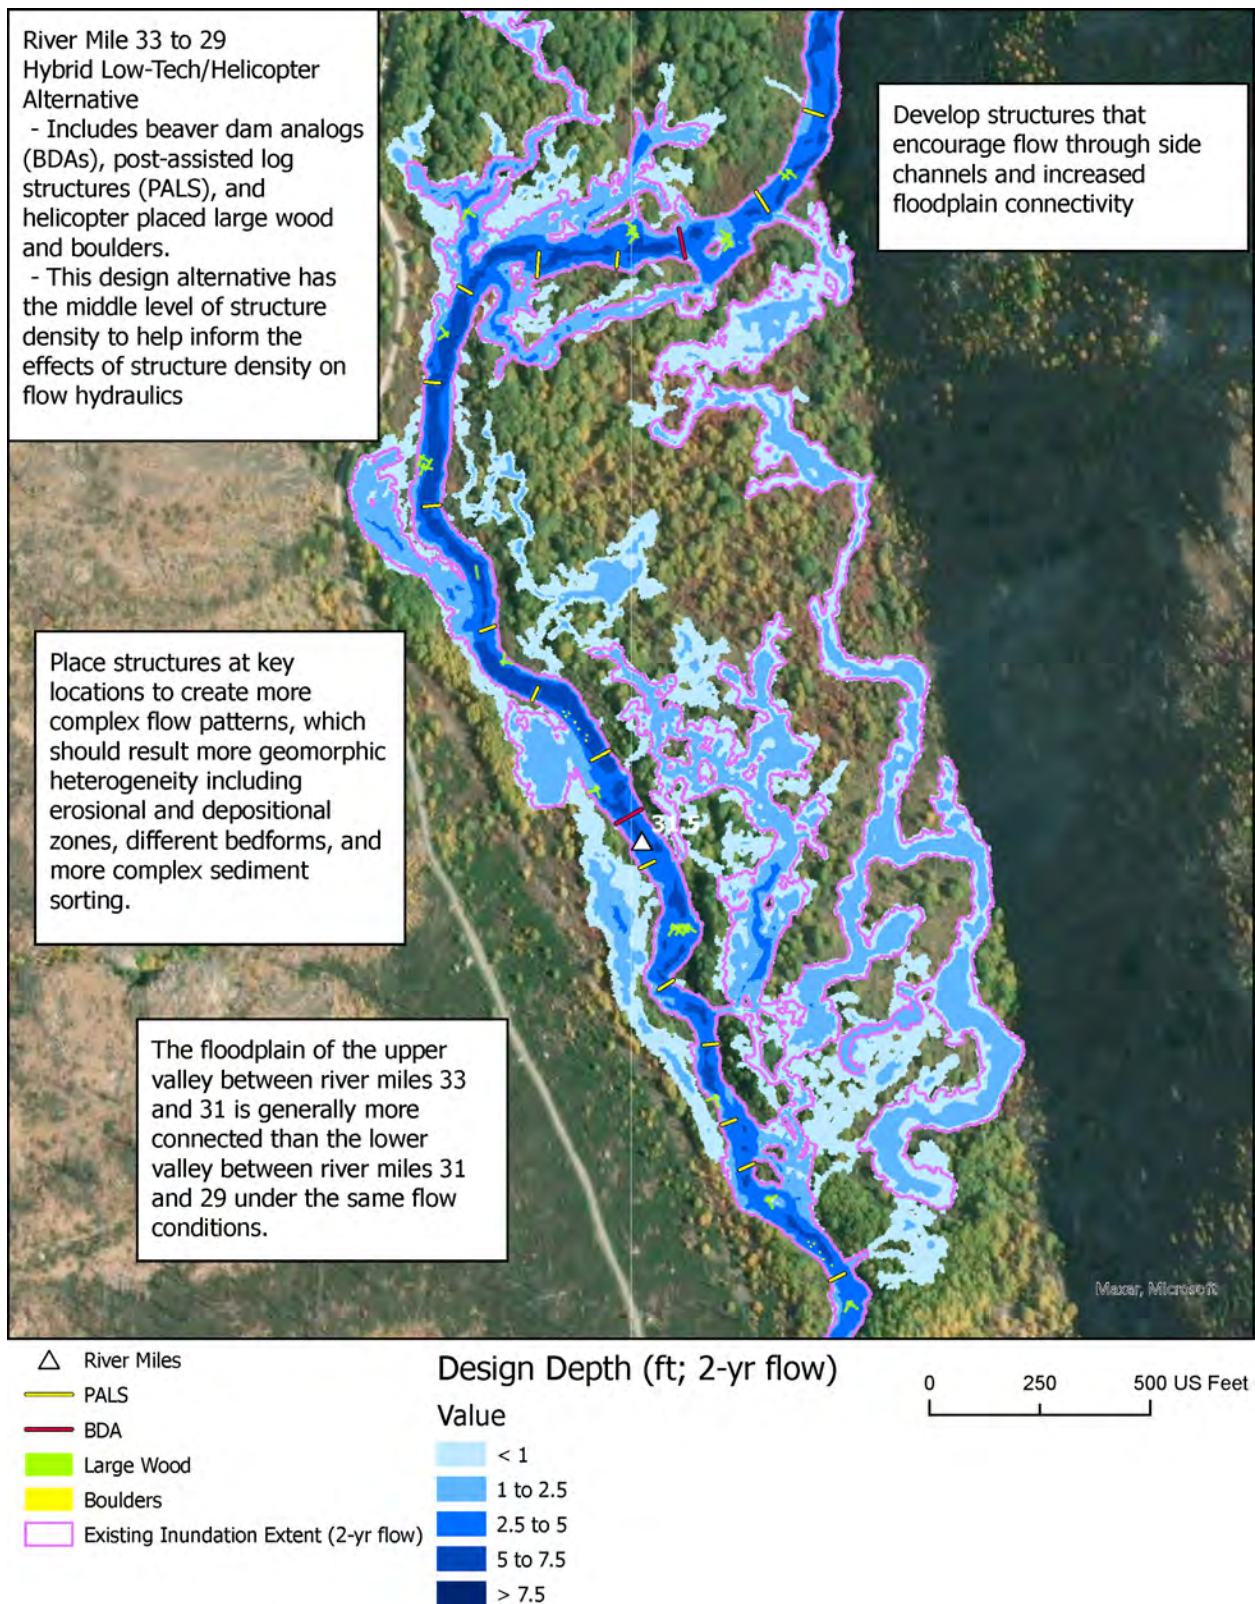 River Mile 33 to 29
Hybrid Low-Tech/Helicopter
Alternative
- Includes beaver dam analogs
(BDAs), post-assisted log
structures (PALS), and
helicopter placed large wood
and boulders.
- This design alternative has
the middle level of structure
density to help inform the
effects of structure density on
flow hydraulics
Develop structures that
encourage flow through side
channels and increased
floodplain connectivity
Place structures at key
locations to create more
complex flow patterns, which
should result more geomorphic
heterogeneity including
erosional and depositional
zones, different bedforms, and
more complex sediment
sorting.
31.5
The floodplain of the upper
valley between river miles 33
and 31 is generally more
connected than the lower
valley between river miles 31
and 29 under the same flow
conditions.
Maxar, Microsoft
River Miles
PALS
BDA
Large Wood
Boulders
Existing Inundation Extent (2-yr flow)
Design Depth (ft; 2-yr flow)
Value
< 1
1 to 2.5
2.5 to 5
5 to 7.5
> 7.5
0 250 500 US Feet